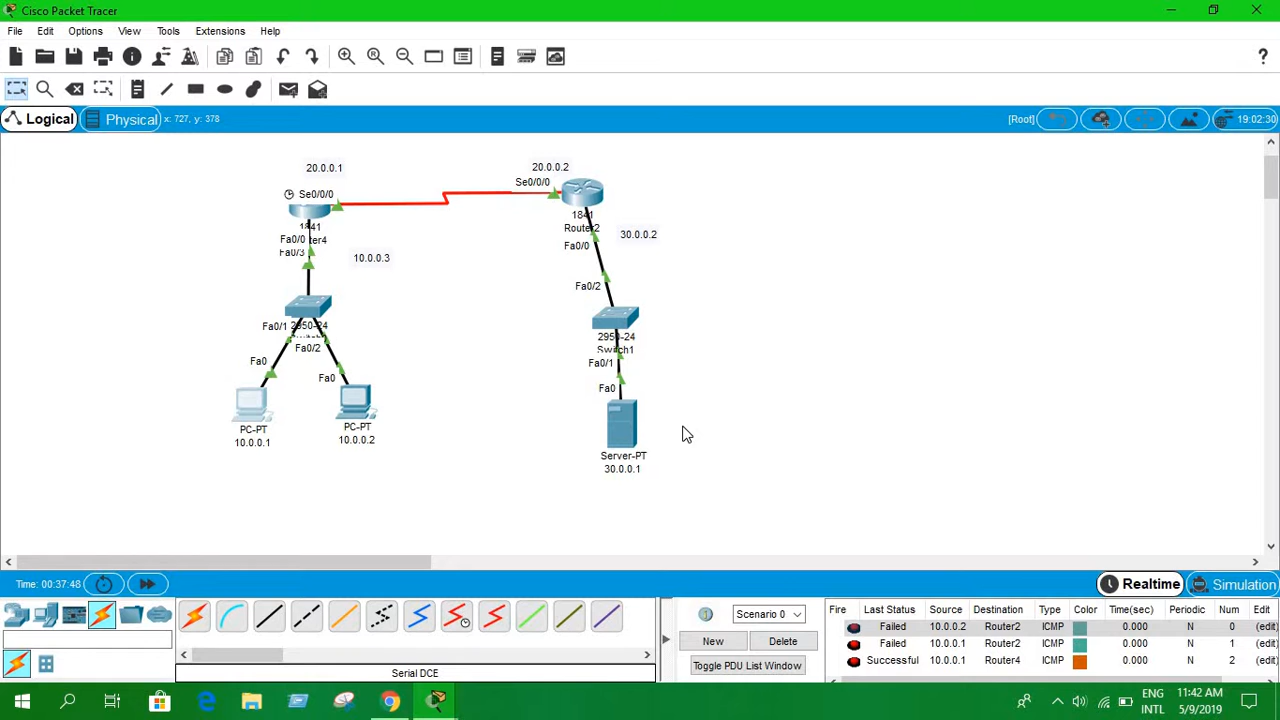 Cisco Packet Tracer
File Edit Options View Tools Extensions Help
Logical
Physical
x: 727, y: 378
[Root]
19:02:30
20.0.0.1
20.0.0.2
Se0/0/0
Se0/0/0
1841
Router2
1841
ter4
Fa0/0
Fa0/3
Fa0/0
30.0.0.2
10.0.0.3
Fa0/2
Fa0/1
2950-24
Fa0/2
2950-24
Switch1
Fa0/1
Fa0
Fa0
Fa0
PC-PT
10.0.0.1
PC-PT
10.0.0.2
Server-PT
30.0.0.1
Time: 00:37:48
Realtime
Simulation
Scenario 0
New
Delete
Toggle PDU List Window
Serial DCE
Fire Last Status Source Destination Type Color Time(sec) Periodic Num Edit
Failed 10.0.0.2 Router2 ICMP 0.000 N 0 (edit)
Failed 10.0.0.1 Router2 ICMP 0.000 N 1 (edit)
Successful 10.0.0.1 Router4 ICMP 0.000 N 2 (edit)
ENG
INTL
11:42 AM
5/9/2019